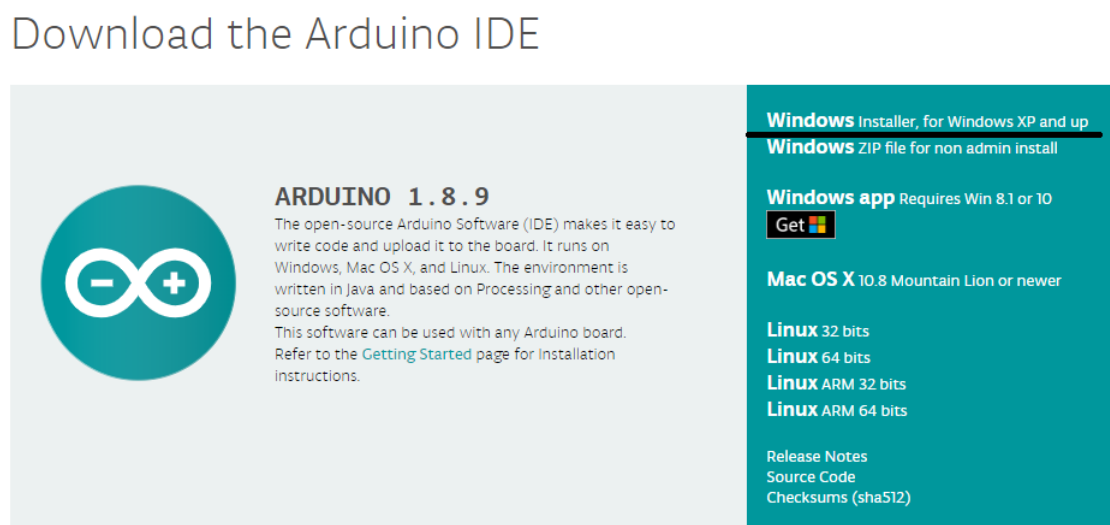 Download the Arduino IDE
ARDUINO 1.8.9
The open-source Arduino Software (IDE) makes it easy to
write code and upload it to the board. It runs on
Windows, Mac OS X, and Linux. The environment is
written in Java and based on Processing and other open-
source software.
This software can be used with any Arduino board.
Refer to the Getting Started page for Installation
instructions.
Windows Installer, for Windows XP and up
Windows ZIP file for non admin install
Windows app Requires Win 8.1 or 10
Get
Mac OS X 10.8 Mountain Lion or newer
Linux 32 bits
Linux 64 bits
Linux ARM 32 bits
Linux ARM 64 bits
Release Notes
Source Code
Checksums (sha512)